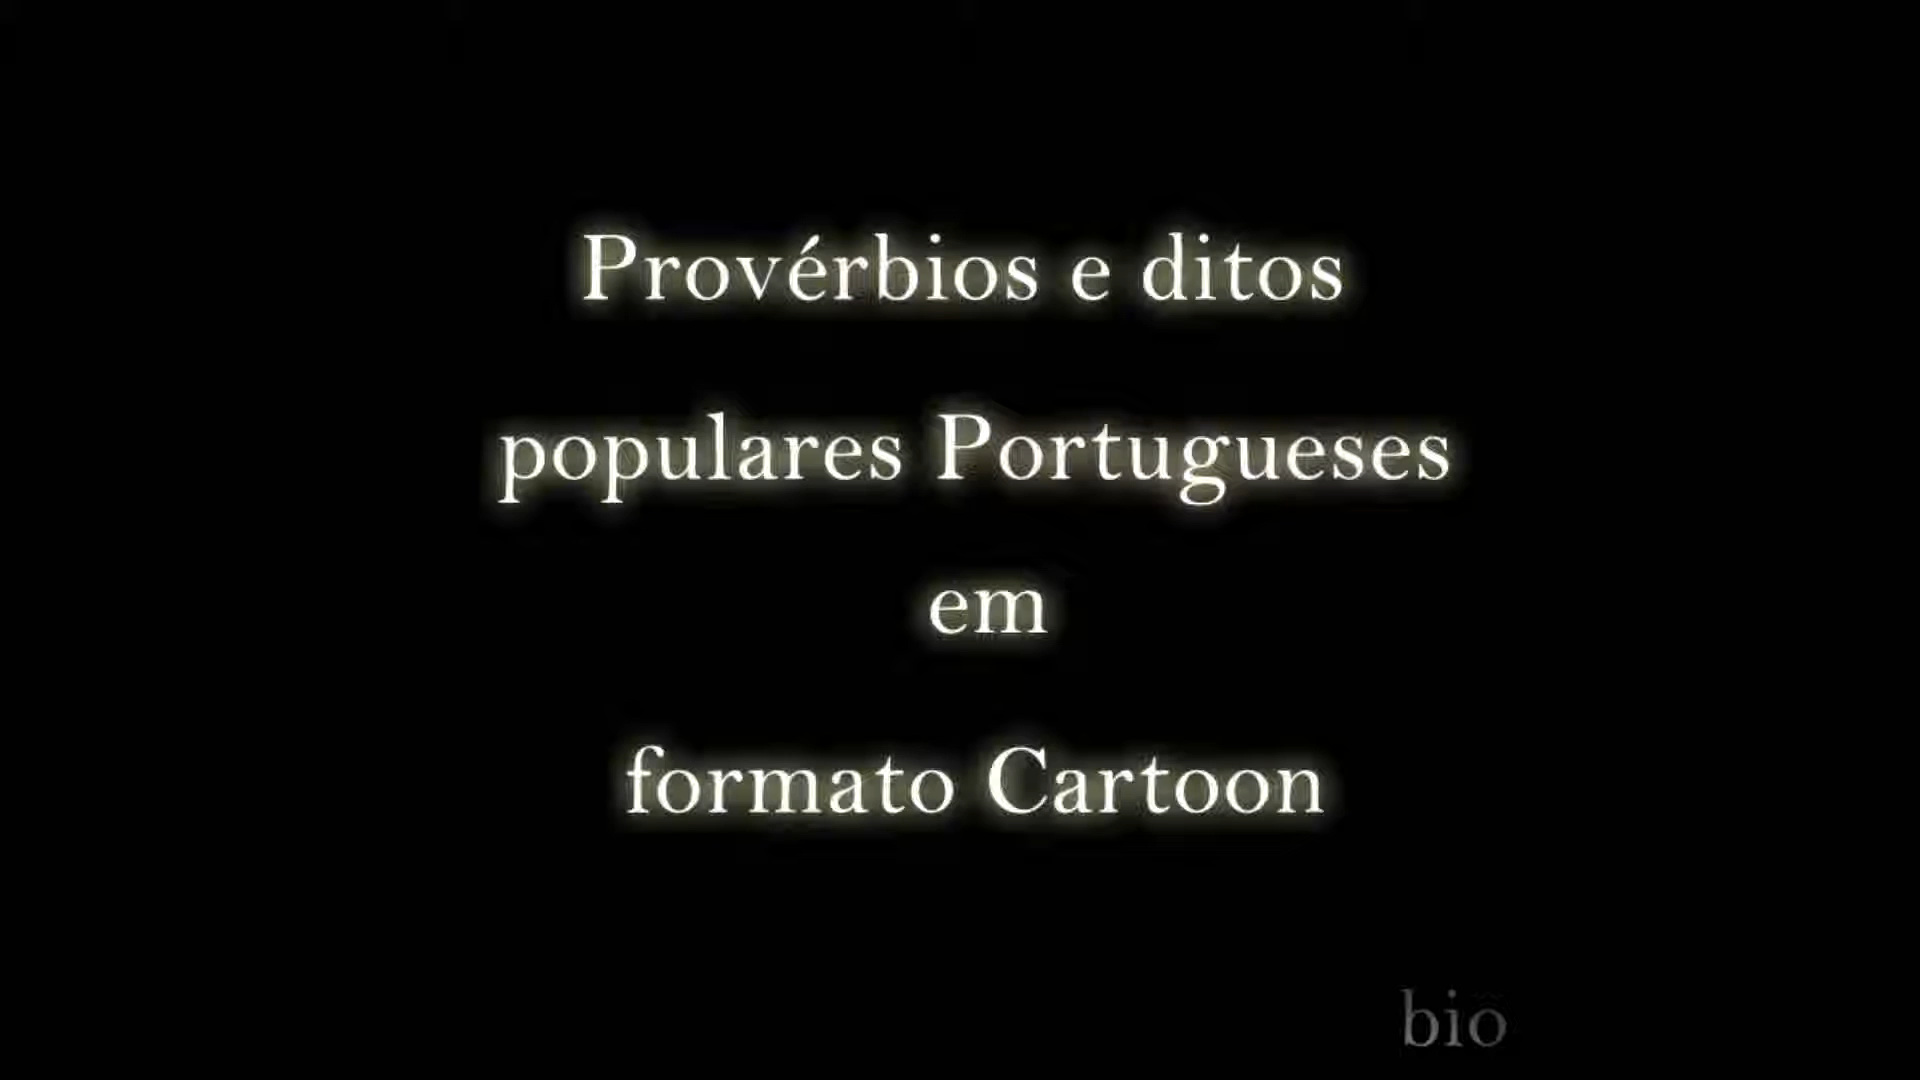 Provérbios e ditos
populares Portugueses
em
formato Cartoon
bio